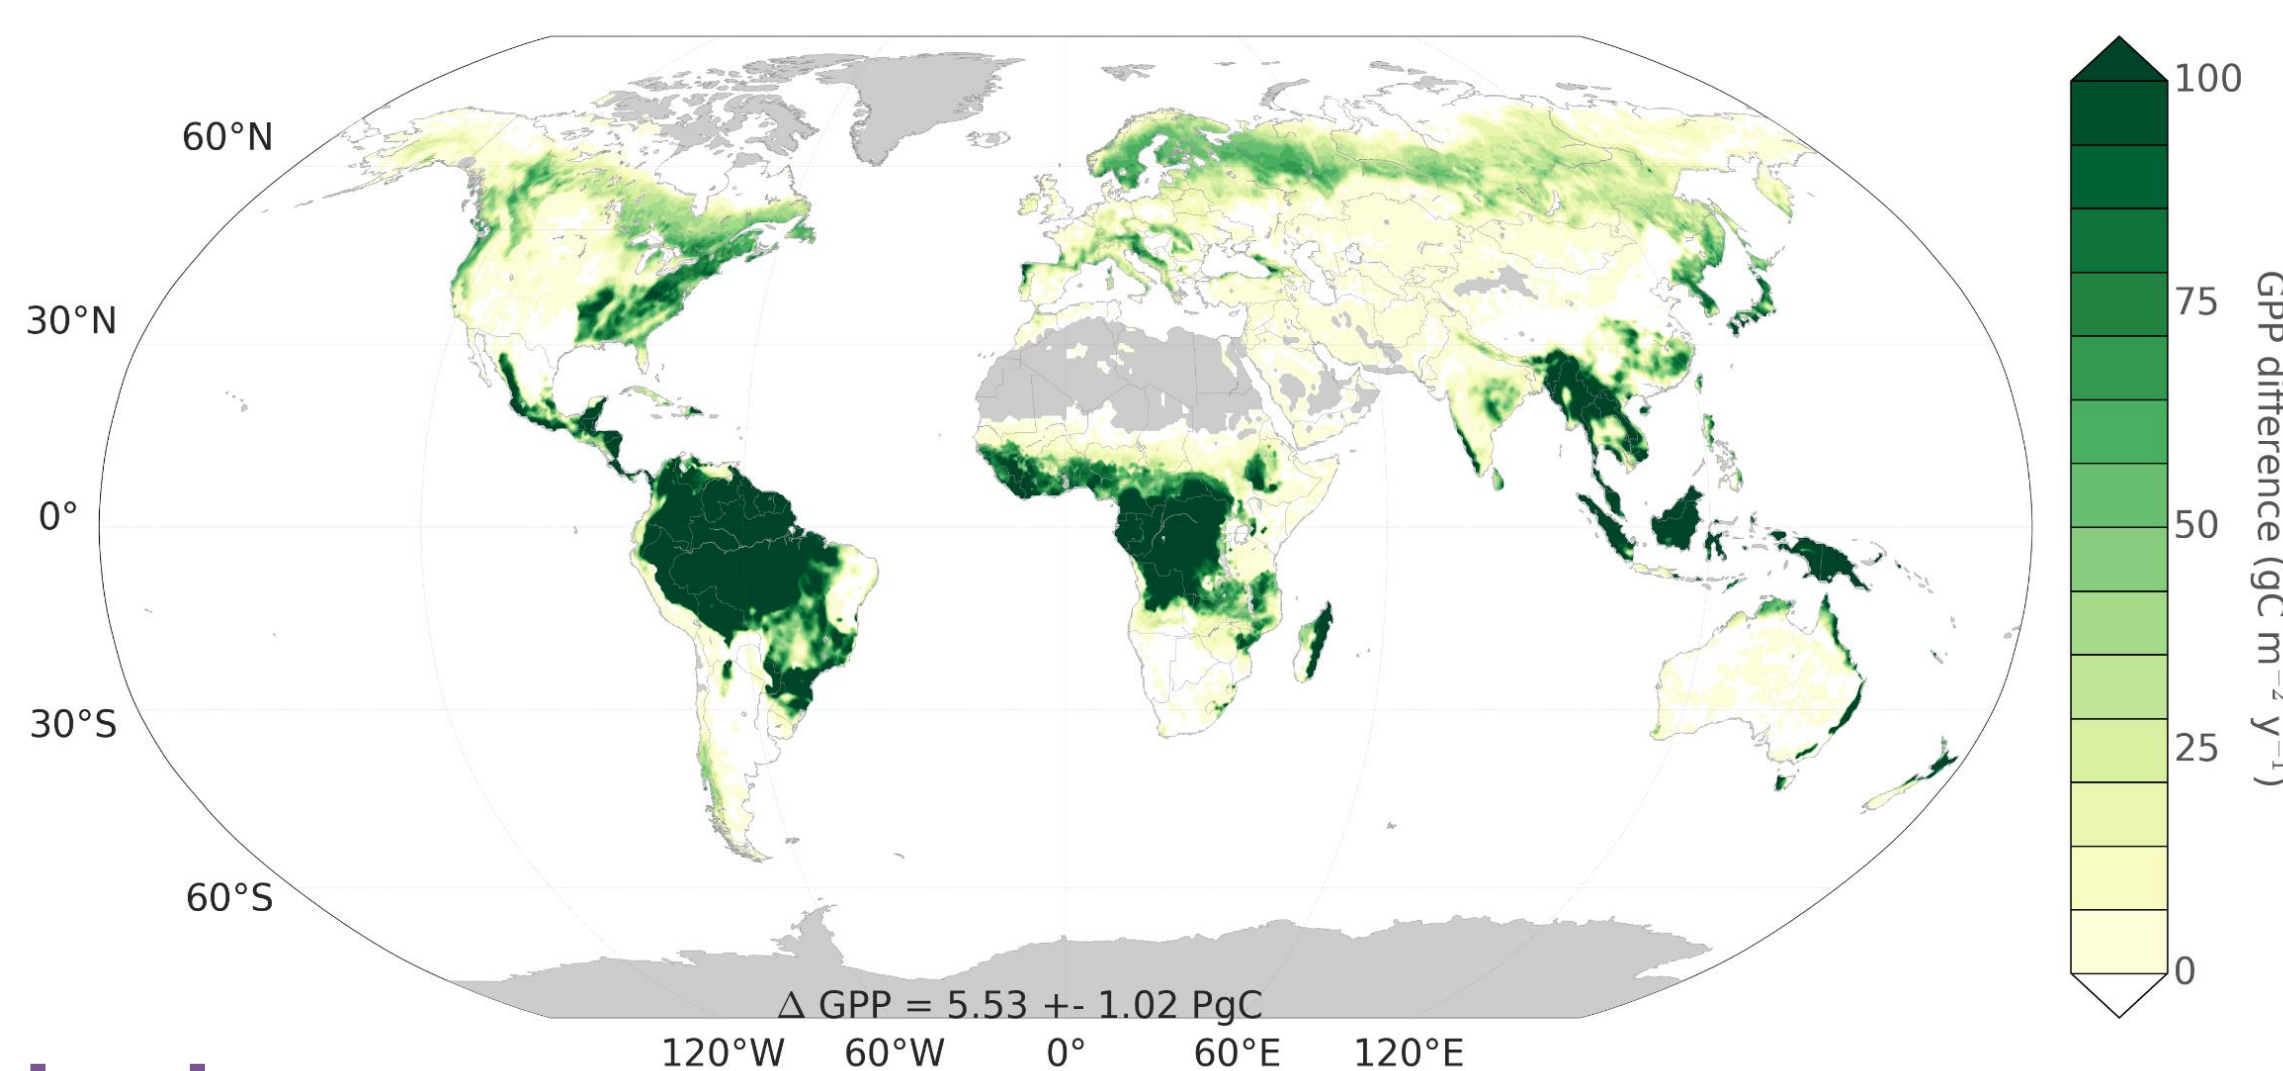 60°N
30°N
0°
30°S
60°S
120°W 60°W 0° 60°E 120°E
Δ GPP = 5.53 +- 1.02 PgC
100
75
50
25
0
GPP difference (gC m⁻² y⁻¹)